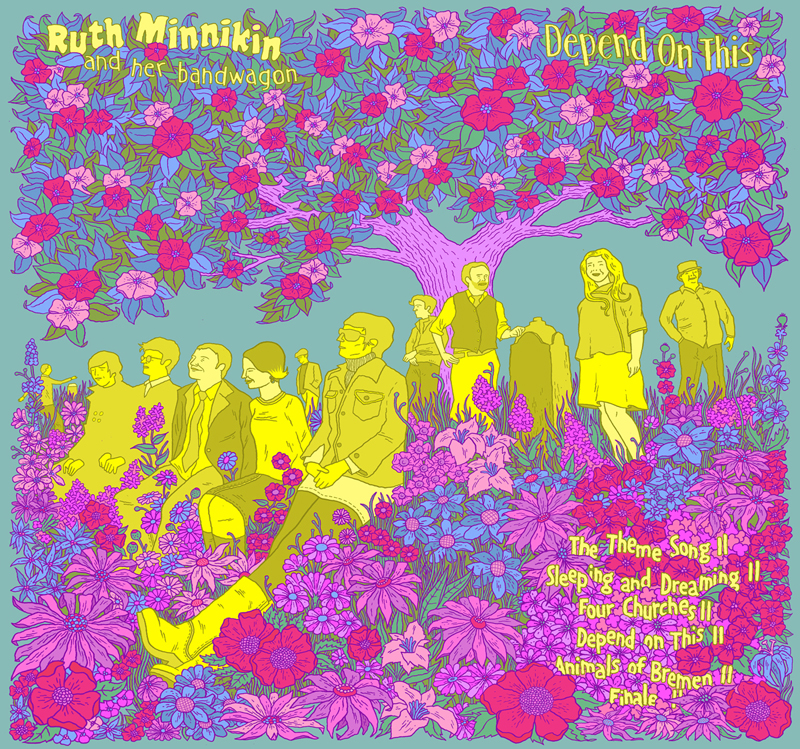 Ruth Minnikin
and her bandwagon
Depend On This
The Theme Song II
Sleeping and Dreaming II
Four Churches II
Depend on This II
Animals of Bremen II
Finale II